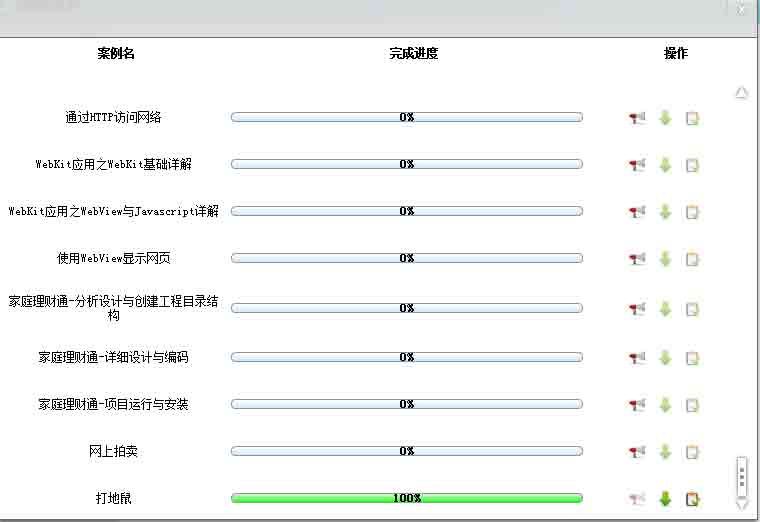 案例名 完成进度 操作
通过HTTP访问网络 0%
WebKit应用之WebKit基础详解 0%
WebKit应用之WebView与Javascript详解 0%
使用WebView显示网页 0%
家庭理财通-分析设计与创建工程目录结
构 0%
家庭理财通-详细设计与编码 0%
家庭理财通-项目运行与安装 0%
网上拍卖 0%
打地鼠 100%